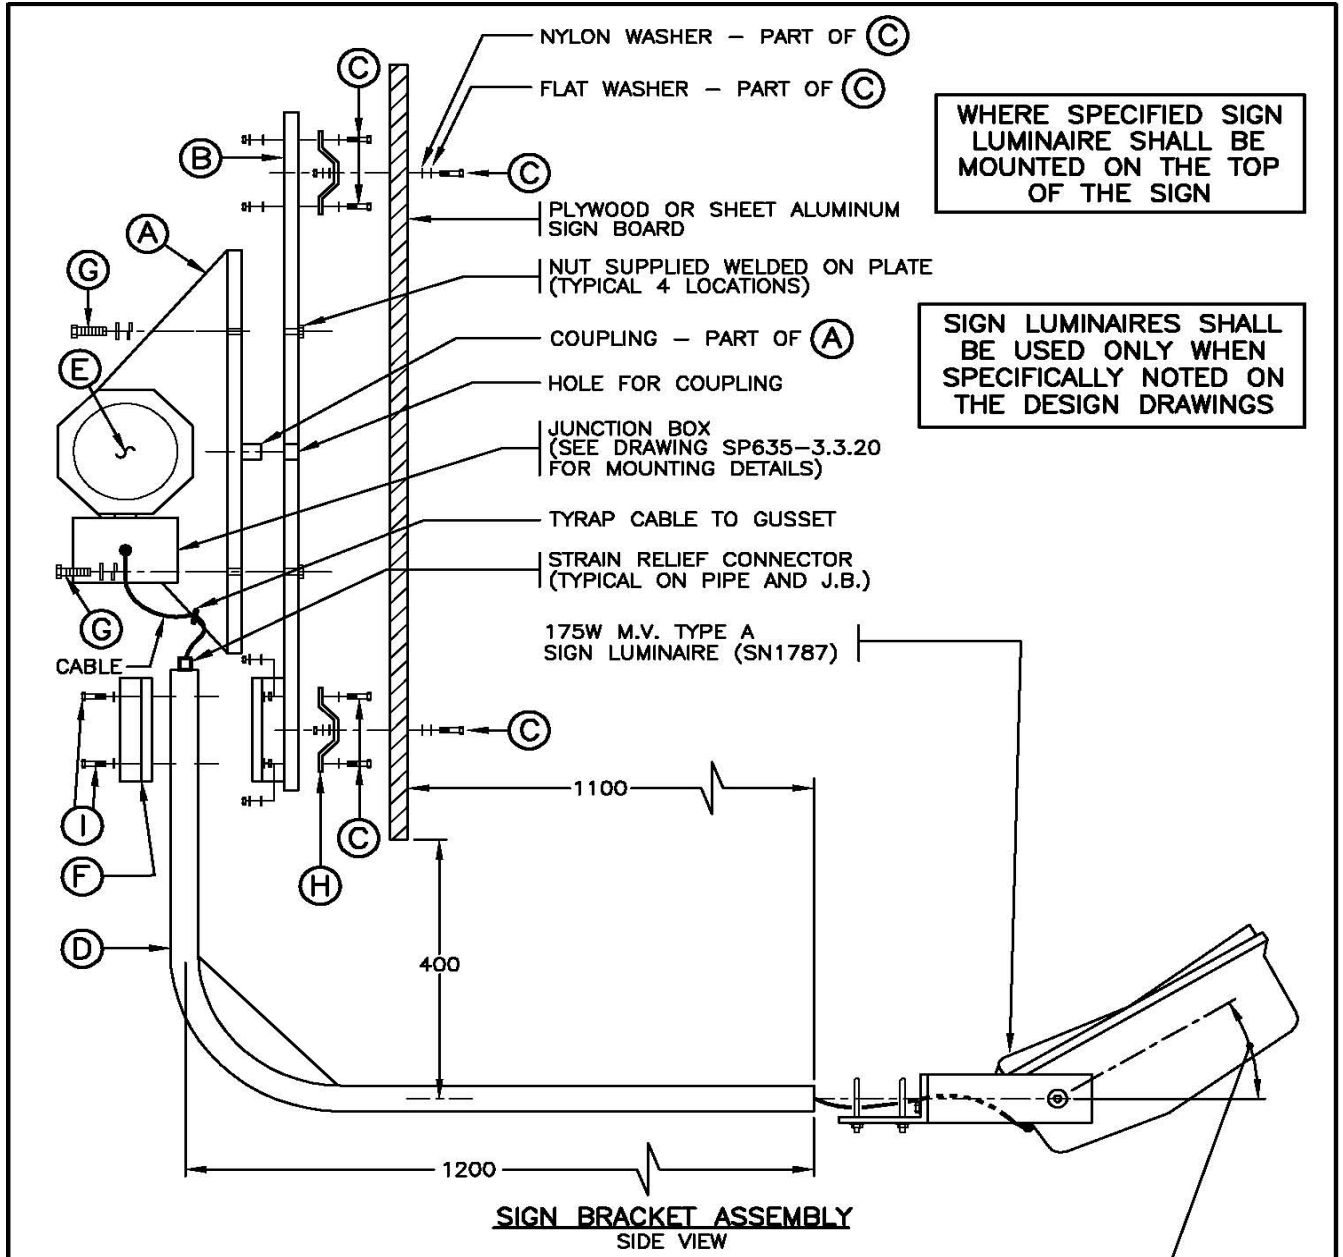 NYLON WASHER – PART OF C
C
FLAT WASHER – PART OF C
WHERE SPECIFIED SIGN
LUMINAIRE SHALL BE
MOUNTED ON THE TOP
OF THE SIGN
B
C
PLYWOOD OR SHEET ALUMINUM
SIGN BOARD
A
G
NUT SUPPLIED WELDED ON PLATE
(TYPICAL 4 LOCATIONS)
SIGN LUMINAIRES SHALL
BE USED ONLY WHEN
SPECIFICALLY NOTED ON
THE DESIGN DRAWINGS
COUPLING – PART OF A
E
HOLE FOR COUPLING
JUNCTION BOX
(SEE DRAWING SP635–3.3.20
FOR MOUNTING DETAILS)
TYRAP CABLE TO GUSSET
STRAIN RELIEF CONNECTOR
(TYPICAL ON PIPE AND J.B.)
G
175W M.V. TYPE A
SIGN LUMINAIRE (SN1787)
CABLE
C
1100
I
C
F
H
D
400
1200
SIGN BRACKET ASSEMBLY
SIDE VIEW